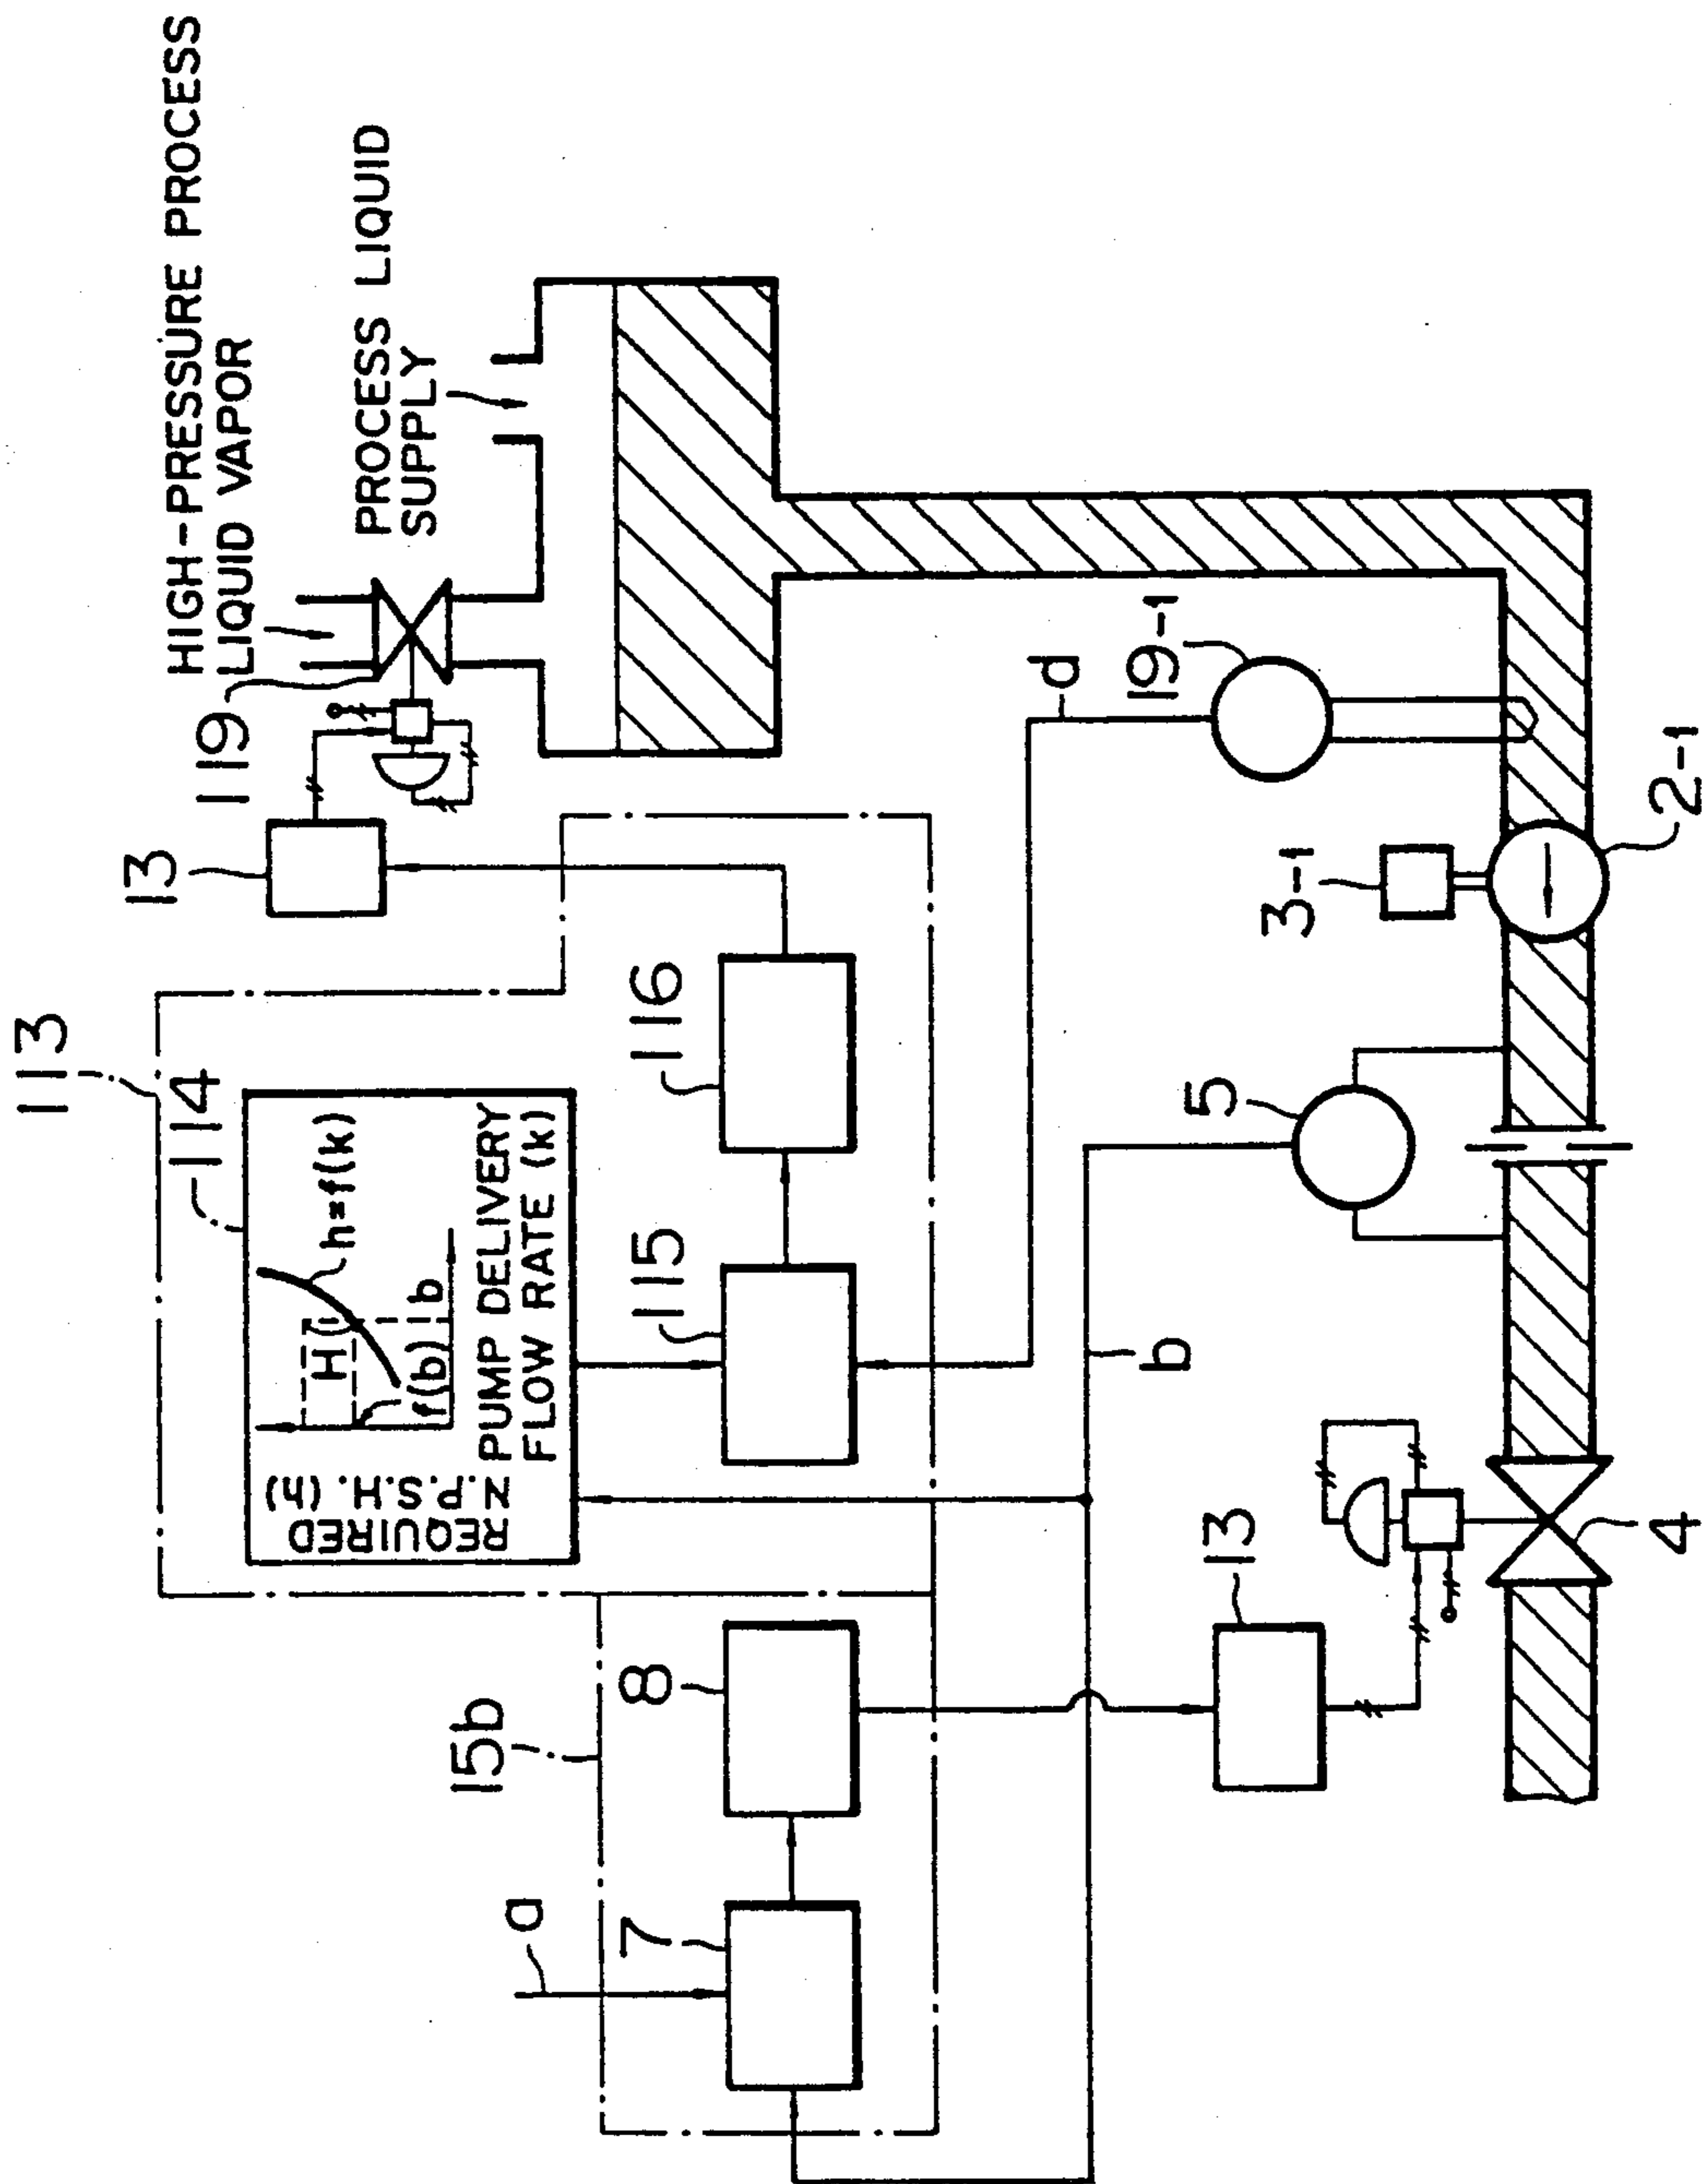 HIGH-PRESSURE PROCESS
LIQUID VAPOR
PROCESS LIQUID
SUPPLY
119
13
113
114
h=f(k)
H
f(b)
b
REQUIRED
N.P.S.H. (h)
PUMP DELIVERY
FLOW RATE (k)
116
115
d
19-1
3-1
2-1
5
b
15b
8
a
7
13
4